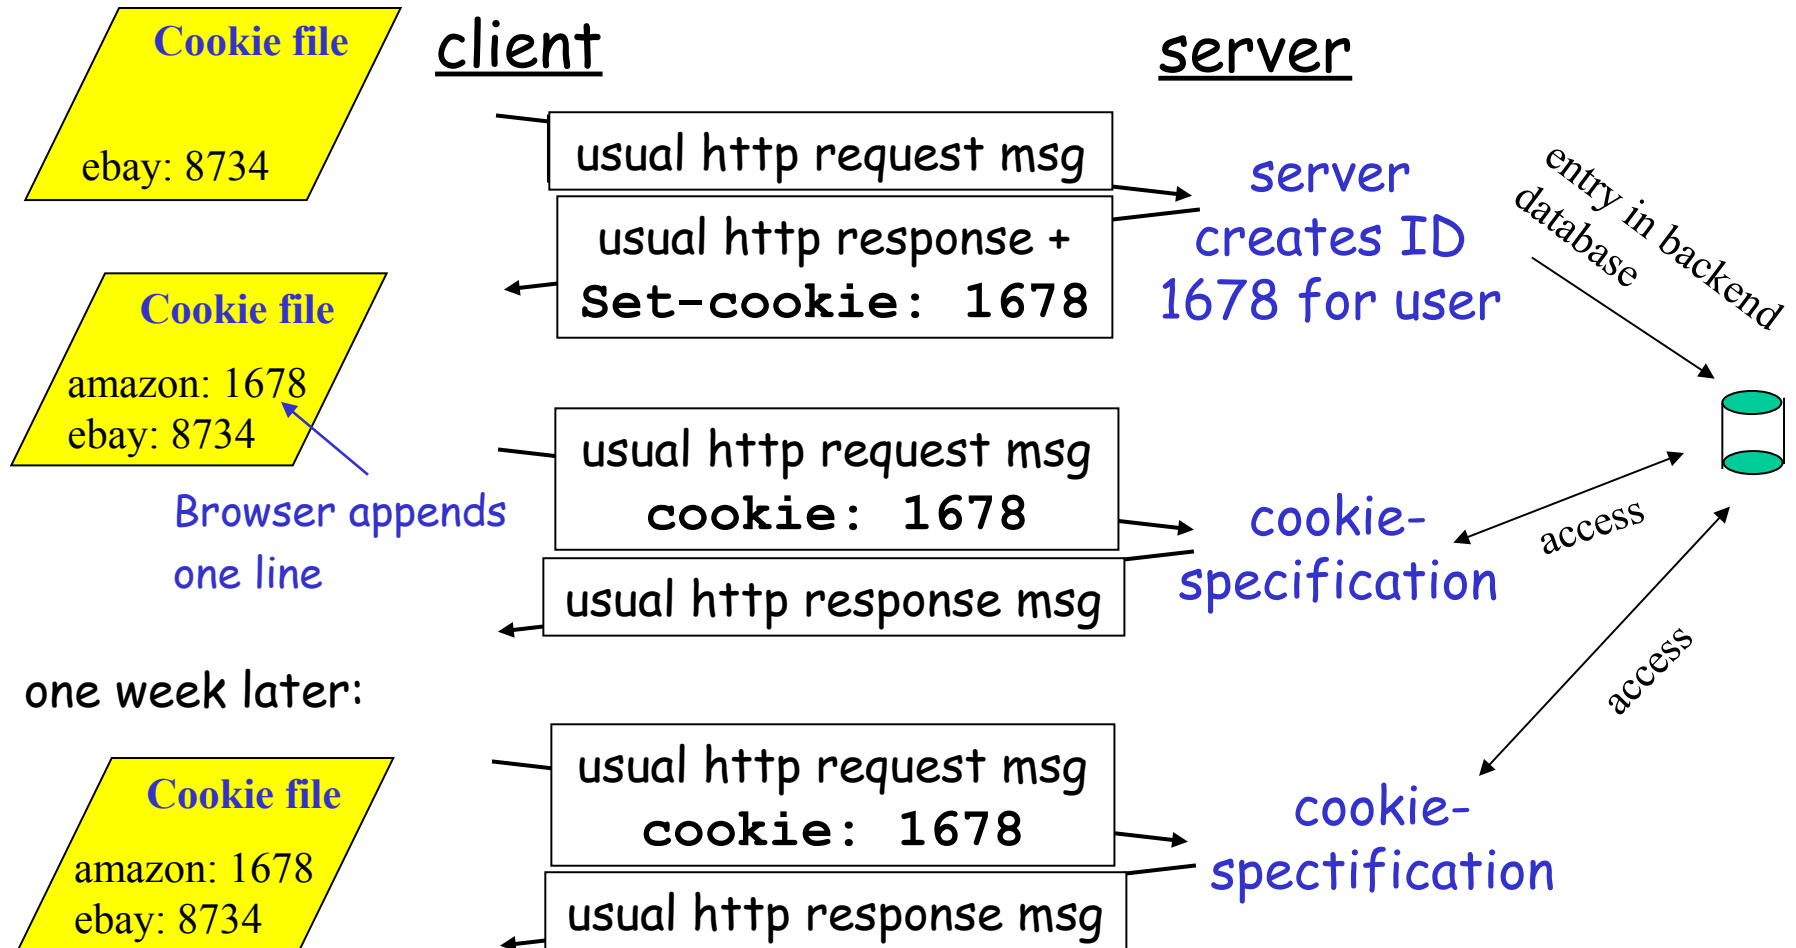 Cookie file
ebay: 8734
client
server
usual http request msg
usual http response +
Set-cookie: 1678
server
creates ID
1678 for user
entry in backend
database
Cookie file
amazon: 1678
ebay: 8734
Browser appends
one line
usual http request msg
cookie: 1678
usual http response msg
cookie-
specification
access
access
one week later:
Cookie file
amazon: 1678
ebay: 8734
usual http request msg
cookie: 1678
usual http response msg
cookie-
spectification